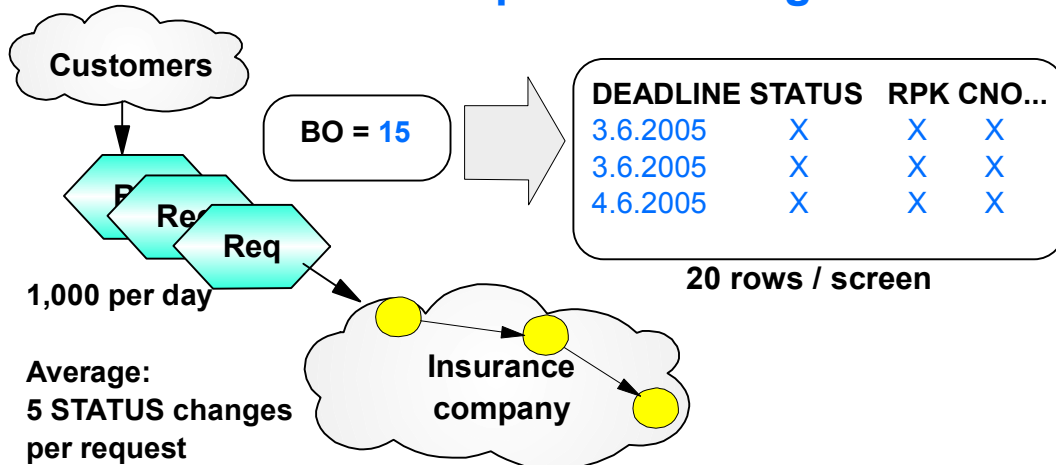 Customers
BO = 15
DEADLINE STATUS RPK CNO...
3.6.2005 X X X
3.6.2005 X X X
4.6.2005 X X X
20 rows / screen
Req
1,000 per day
Average:
5 STATUS changes
per request
Insurance
company